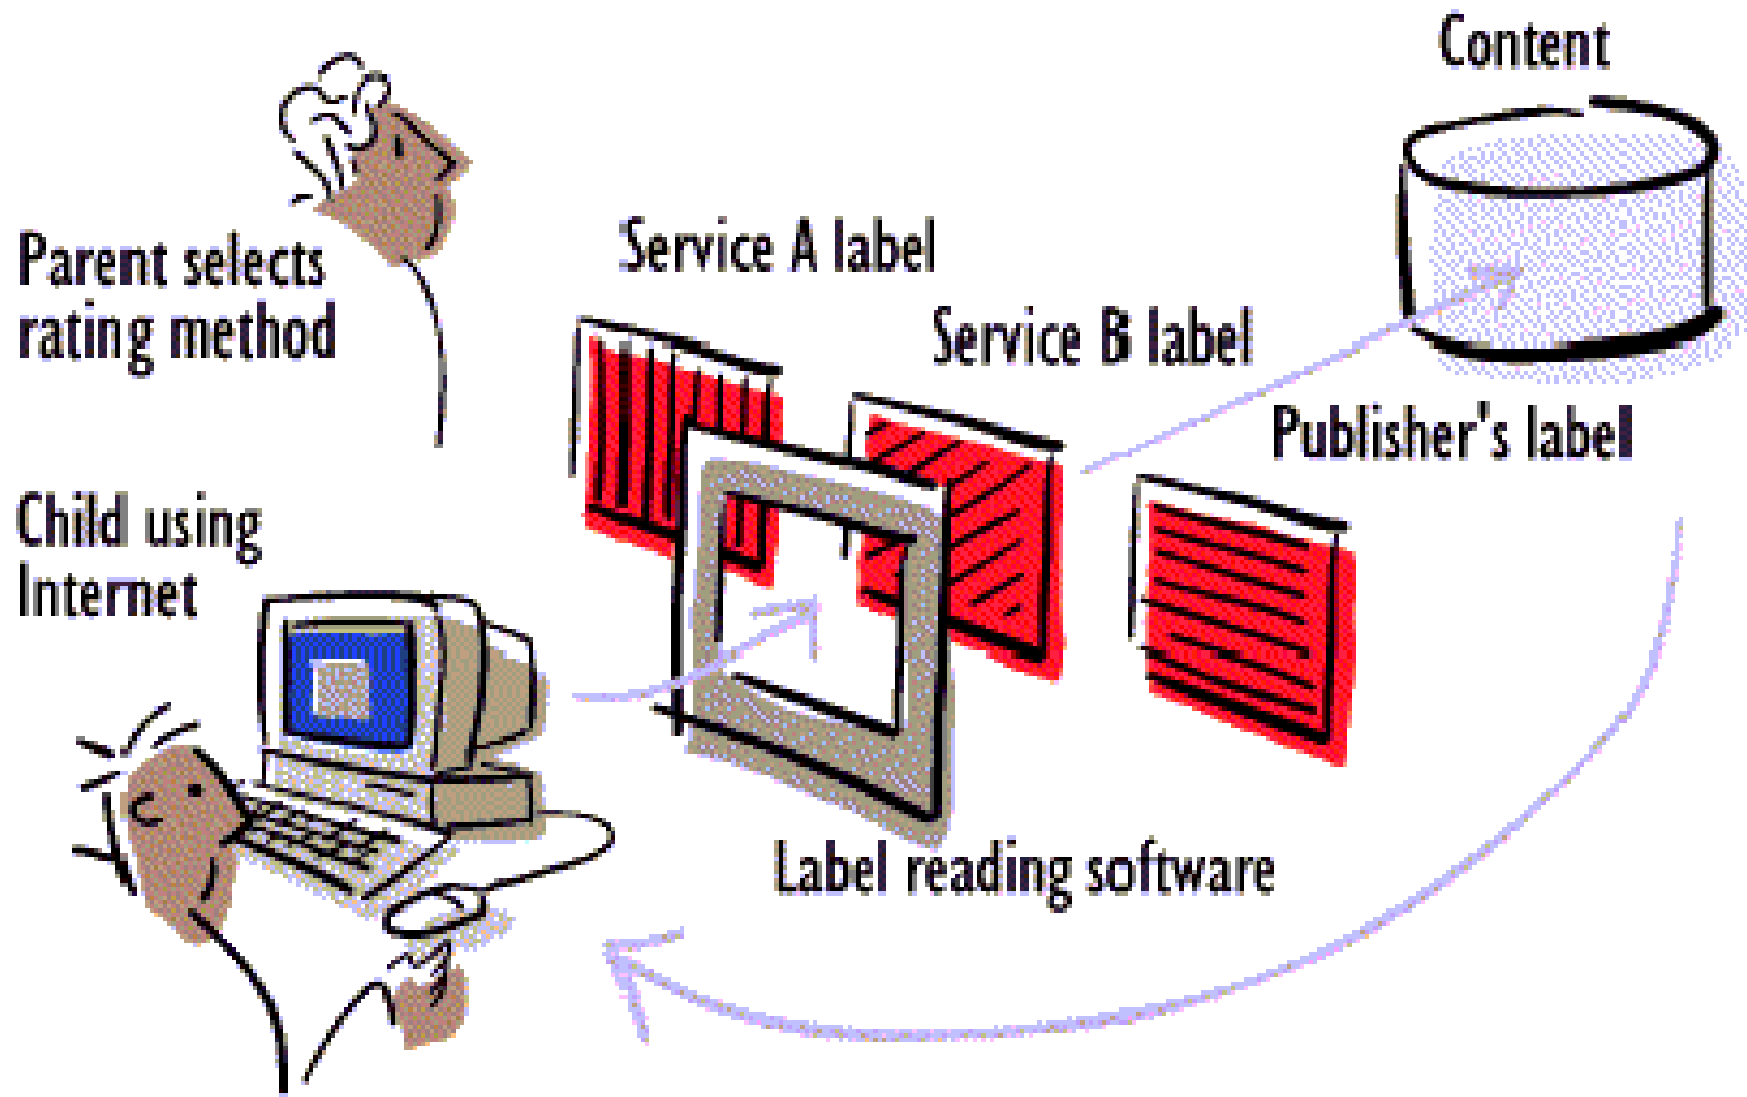 Content
Parent selects
rating method
Service A label
Service B label
Publisher's label
Child using
Internet
Label reading software